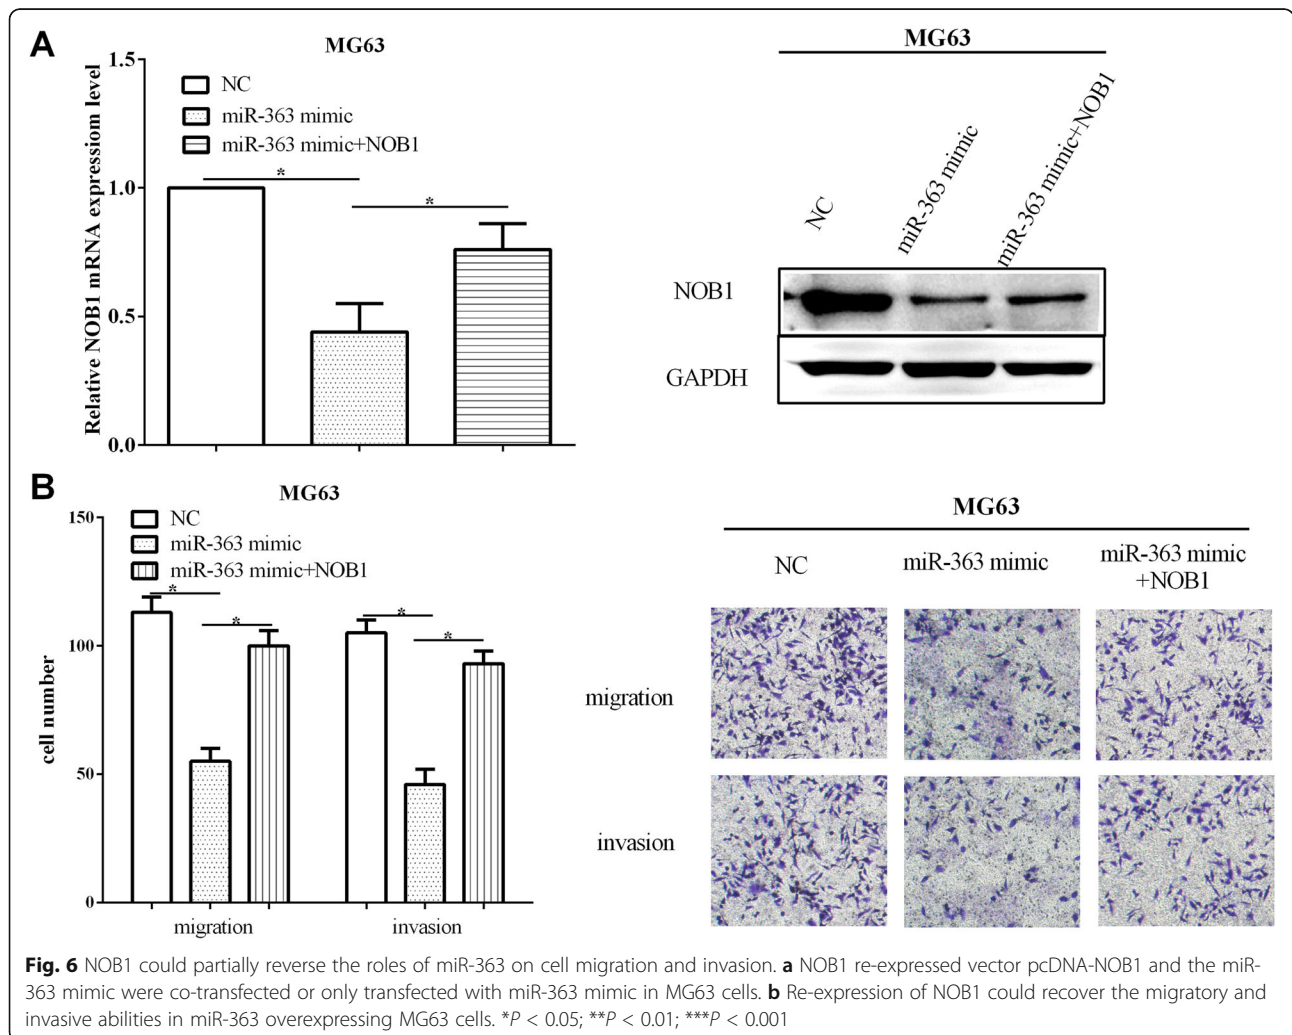 A
MG63
Relative NOB1 mRNA expression level
1.5
1.0
0.5
0.0
NC
miR-363 mimic
miR-363 mimic+NOB1
*
*
MG63
NC
miR-363 mimic
miR-363 mimic+NOB1
NOB1
GAPDH
B
MG63
cell number
150
100
50
0
NC
miR-363 mimic
miR-363 mimic+NOB1
*
*
*
*
migration
invasion
MG63
NC
miR-363 mimic
miR-363 mimic
+NOB1
migration
invasion
Fig. 6 NOB1 could partially reverse the roles of miR-363 on cell migration and invasion. a NOB1 re-expressed vector pcDNA-NOB1 and the miR-
363 mimic were co-transfected or only transfected with miR-363 mimic in MG63 cells. b Re-expression of NOB1 could recover the migratory and
invasive abilities in miR-363 overexpressing MG63 cells. *P < 0.05; **P < 0.01; ***P < 0.001